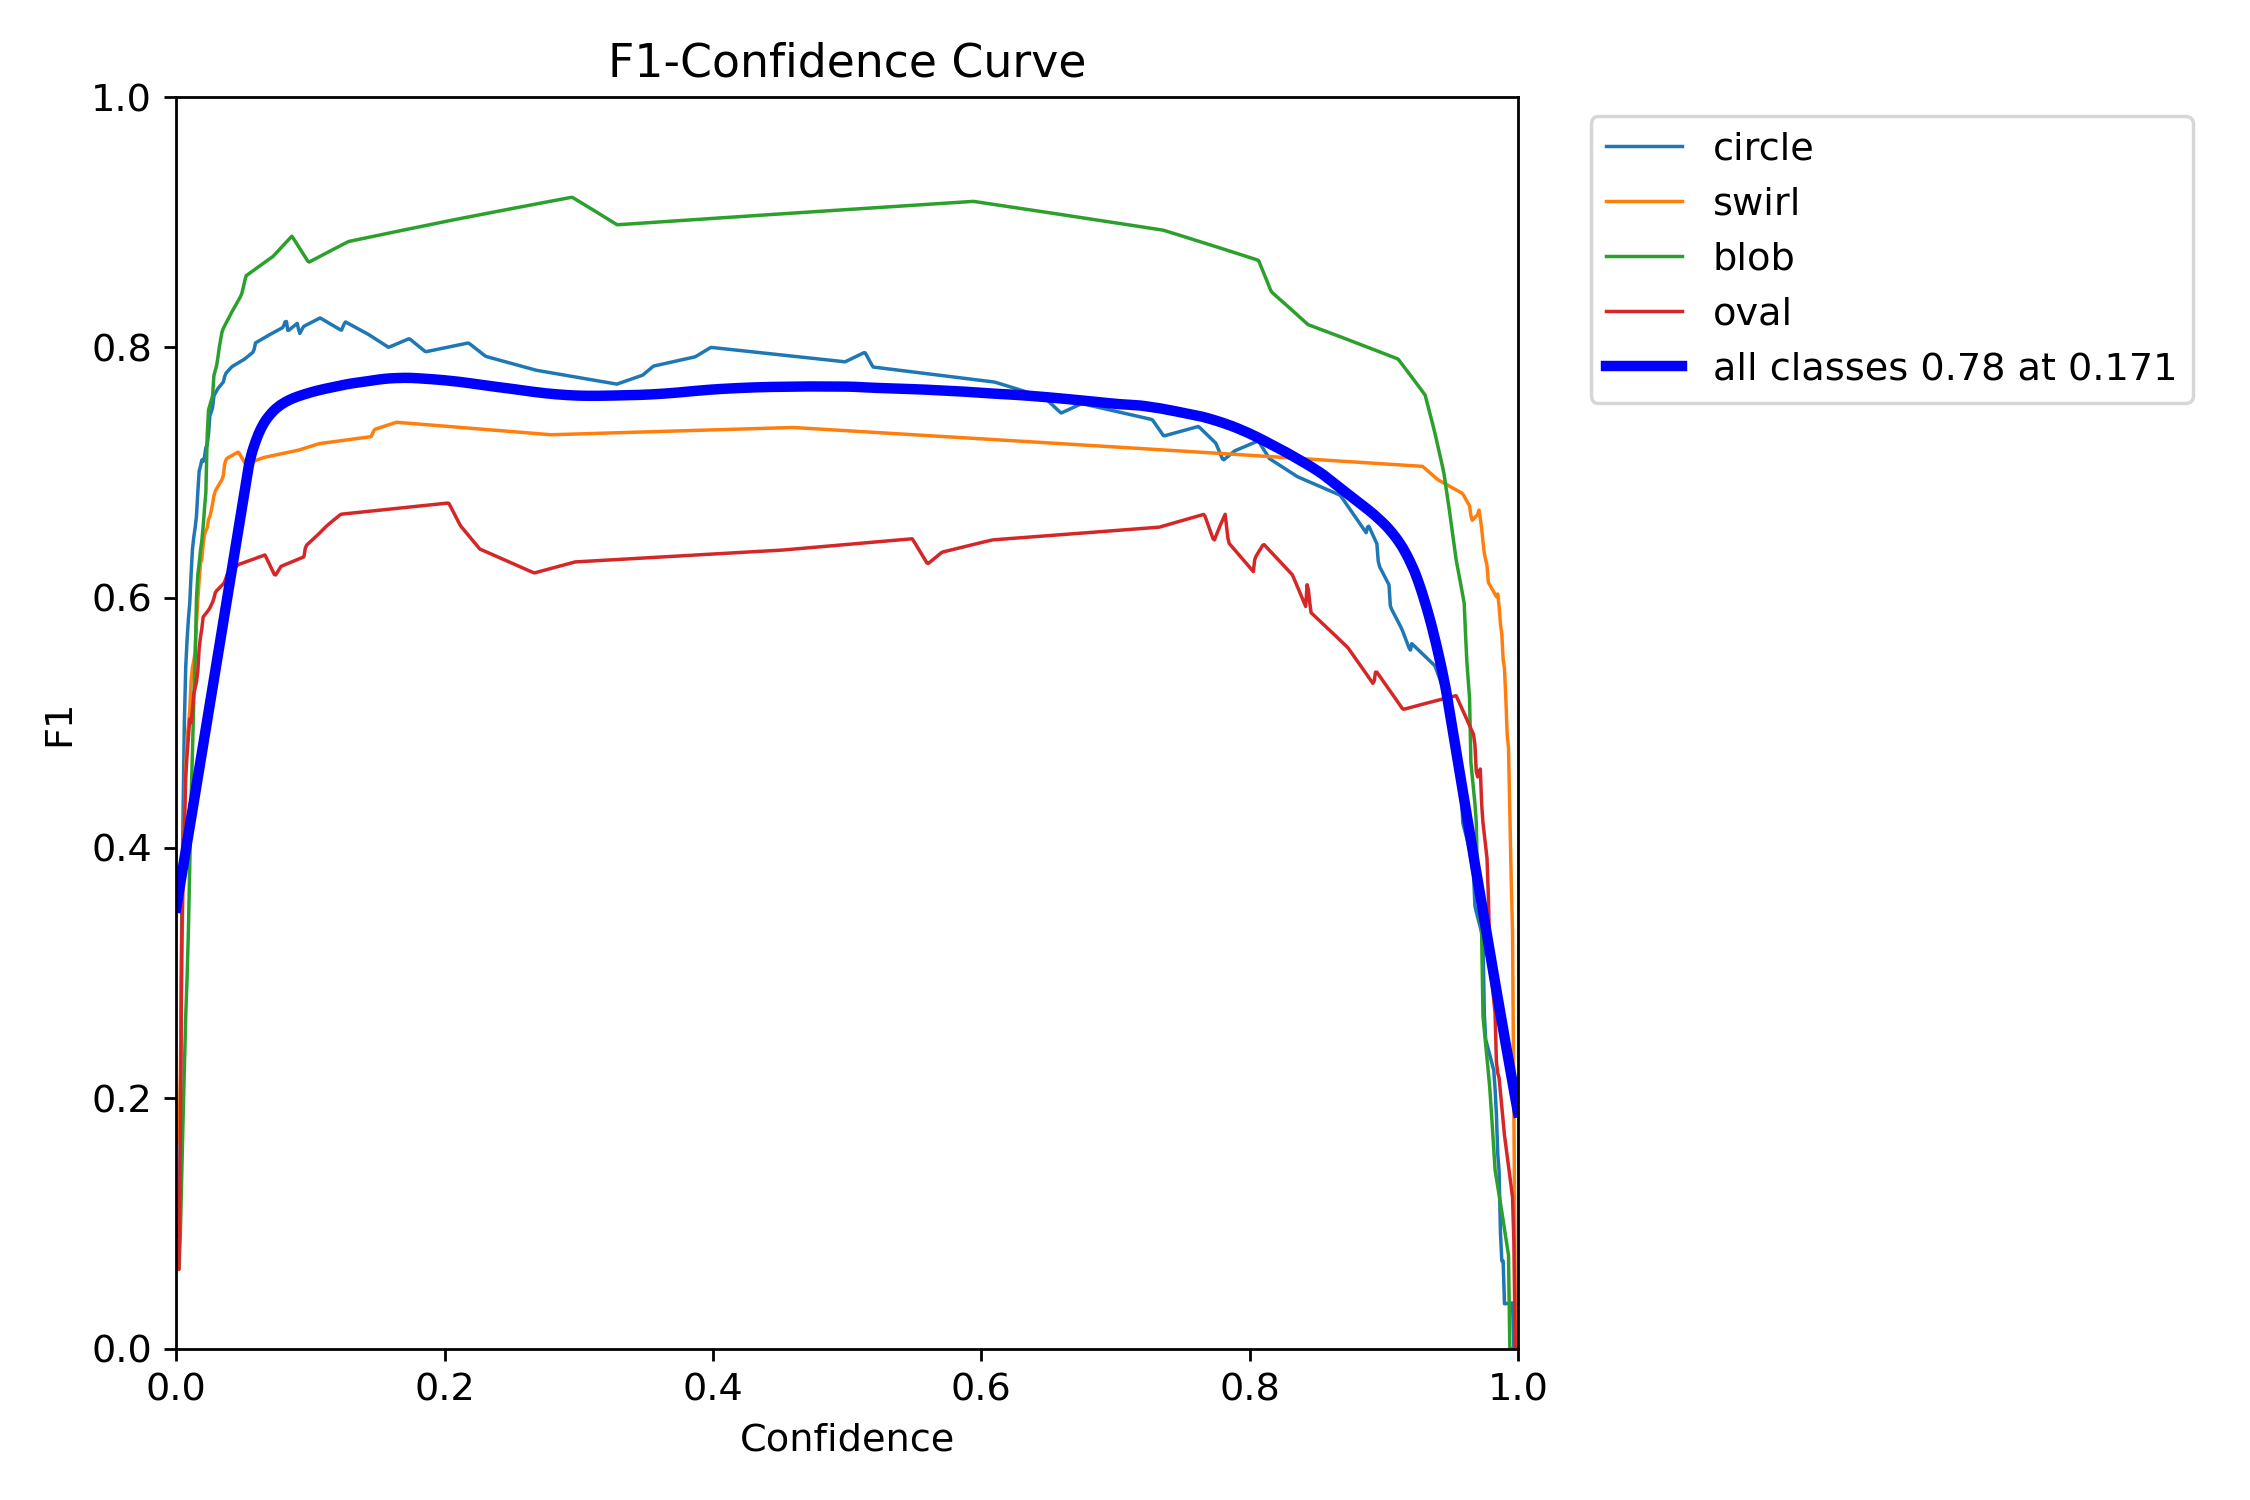 F1-Confidence Curve
1.0
0.8
0.6
0.4
0.2
0.0
F1
0.0 0.2 0.4 0.6 0.8 1.0
Confidence
circle
swirl
blob
oval
all classes 0.78 at 0.171